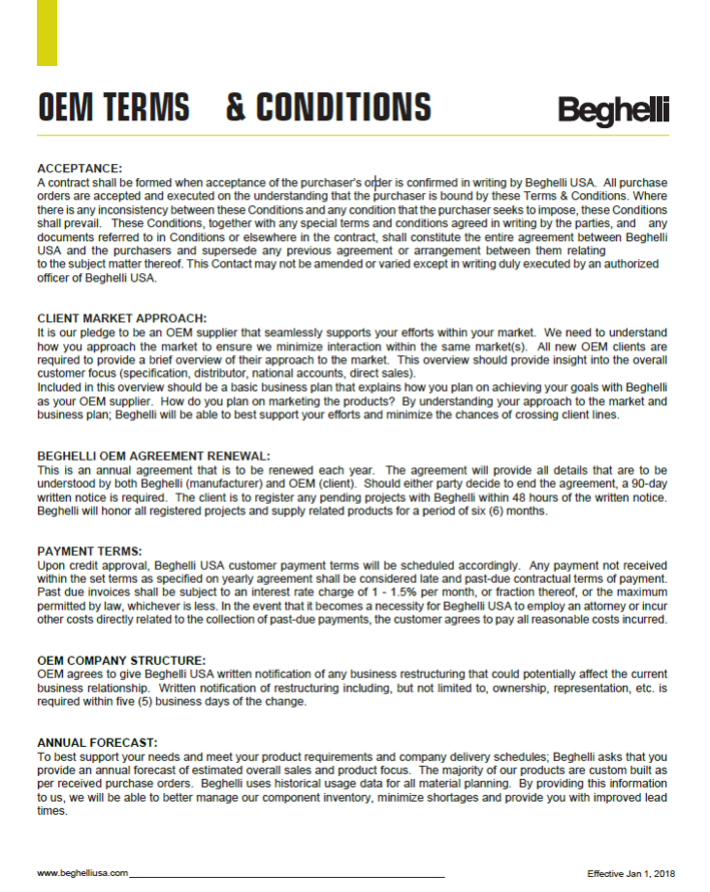 OEM TERMS & CONDITIONS
Beghelli
ACCEPTANCE:
A contract shall be formed when acceptance of the purchaser's order is confirmed in writing by Beghelli USA. All purchase
orders are accepted and executed on the understanding that the purchaser is bound by these Terms & Conditions. Where
there is any inconsistency between these Conditions and any condition that the purchaser seeks to impose, these Conditions
shall prevail. These Conditions, together with any special terms and conditions agreed in writing by the parties, and any
documents referred to in Conditions or elsewhere in the contract, shall constitute the entire agreement between Beghelli
USA and the purchasers and supersede any previous agreement or arrangement between them relating
to the subject matter thereof. This Contact may not be amended or varied except in writing duly executed by an authorized
officer of Beghelli USA.
CLIENT MARKET APPROACH:
It is our pledge to be an OEM supplier that seamlessly supports your efforts within your market. We need to understand
how you approach the market to ensure we minimize interaction within the same market(s). All new OEM clients are
required to provide a brief overview of their approach to the market. This overview should provide insight into the overall
customer focus (specification, distributor, national accounts, direct sales).
Included in this overview should be a basic business plan that explains how you plan on achieving your goals with Beghelli
as your OEM supplier. How do you plan on marketing the products? By understanding your approach to the market and
business plan; Beghelli will be able to best support your efforts and minimize the chances of crossing client lines.
BEGHELLI OEM AGREEMENT RENEWAL:
This is an annual agreement that is to be renewed each year. The agreement will provide all details that are to be
understood by both Beghelli (manufacturer) and OEM (client). Should either party decide to end the agreement, a 90-day
written notice is required. The client is to register any pending projects with Beghelli within 48 hours of the written notice.
Beghelli will honor all registered projects and supply related products for a period of six (6) months.
PAYMENT TERMS:
Upon credit approval, Beghelli USA customer payment terms will be scheduled accordingly. Any payment not received
within the set terms as specified on yearly agreement shall be considered late and past-due contractual terms of payment.
Past due invoices shall be subject to an interest rate charge of 1 - 1.5% per month, or fraction thereof, or the maximum
permitted by law, whichever is less. In the event that it becomes a necessity for Beghelli USA to employ an attorney or incur
other costs directly related to the collection of past-due payments, the customer agrees to pay all reasonable costs incurred.
OEM COMPANY STRUCTURE:
OEM agrees to give Beghelli USA written notification of any business restructuring that could potentially affect the current
business relationship. Written notification of restructuring including, but not limited to, ownership, representation, etc. is
required within five (5) business days of the change.
ANNUAL FORECAST:
To best support your needs and meet your product requirements and company delivery schedules; Beghelli asks that you
provide an annual forecast of estimated overall sales and product focus. The majority of our products are custom built as
per received purchase orders. Beghelli uses historical usage data for all material planning. By providing this information
to us, we will be able to better manage our component inventory, minimize shortages and provide you with improved lead
times.
www.beghelliusa.com
Effective Jan 1, 2018